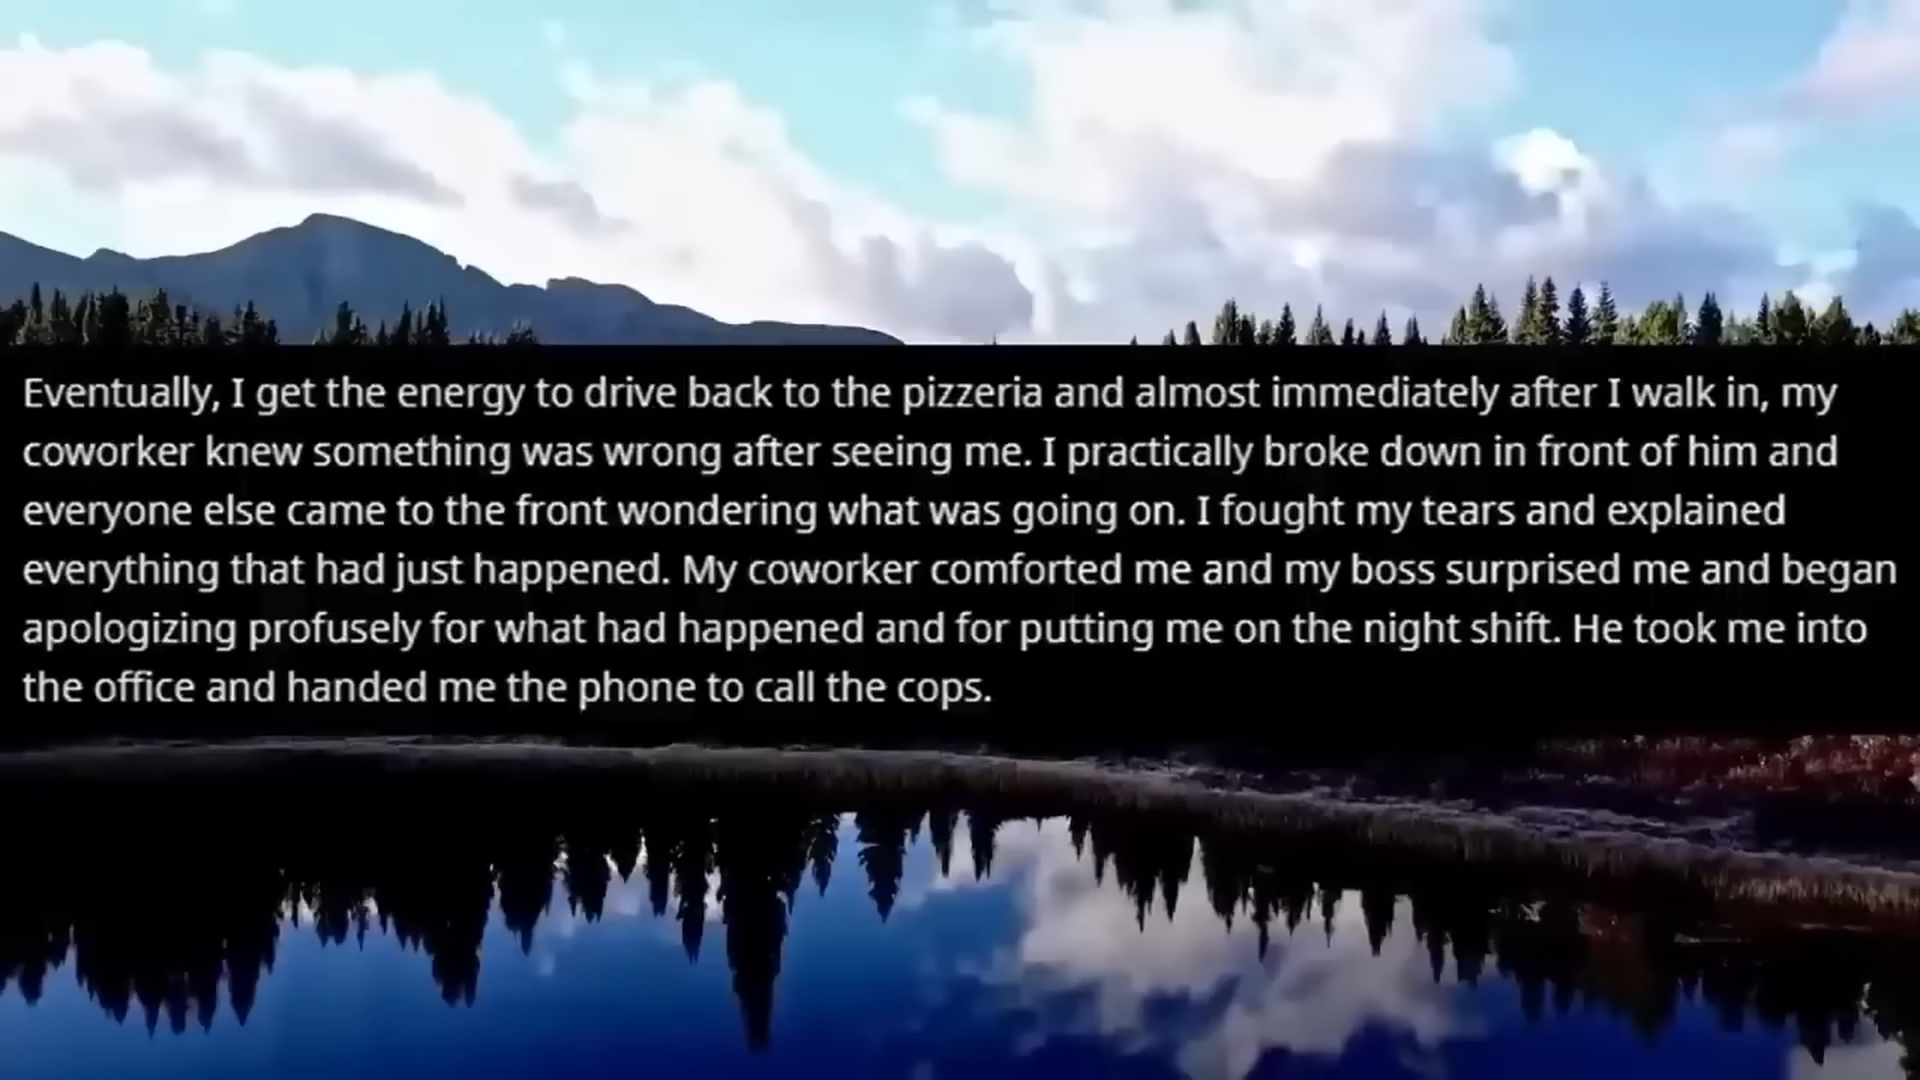 Eventually, I get the energy to drive back to the pizzeria and almost immediately after I walk in, my
coworker knew something was wrong after seeing me. I practically broke down in front of him and
everyone else came to the front wondering what was going on. I fought my tears and explained
everything that had just happened. My coworker comforted me and my boss surprised me and began
apologizing profusely for what had happened and for putting me on the night shift. He took me into
the office and handed me the phone to call the cops.